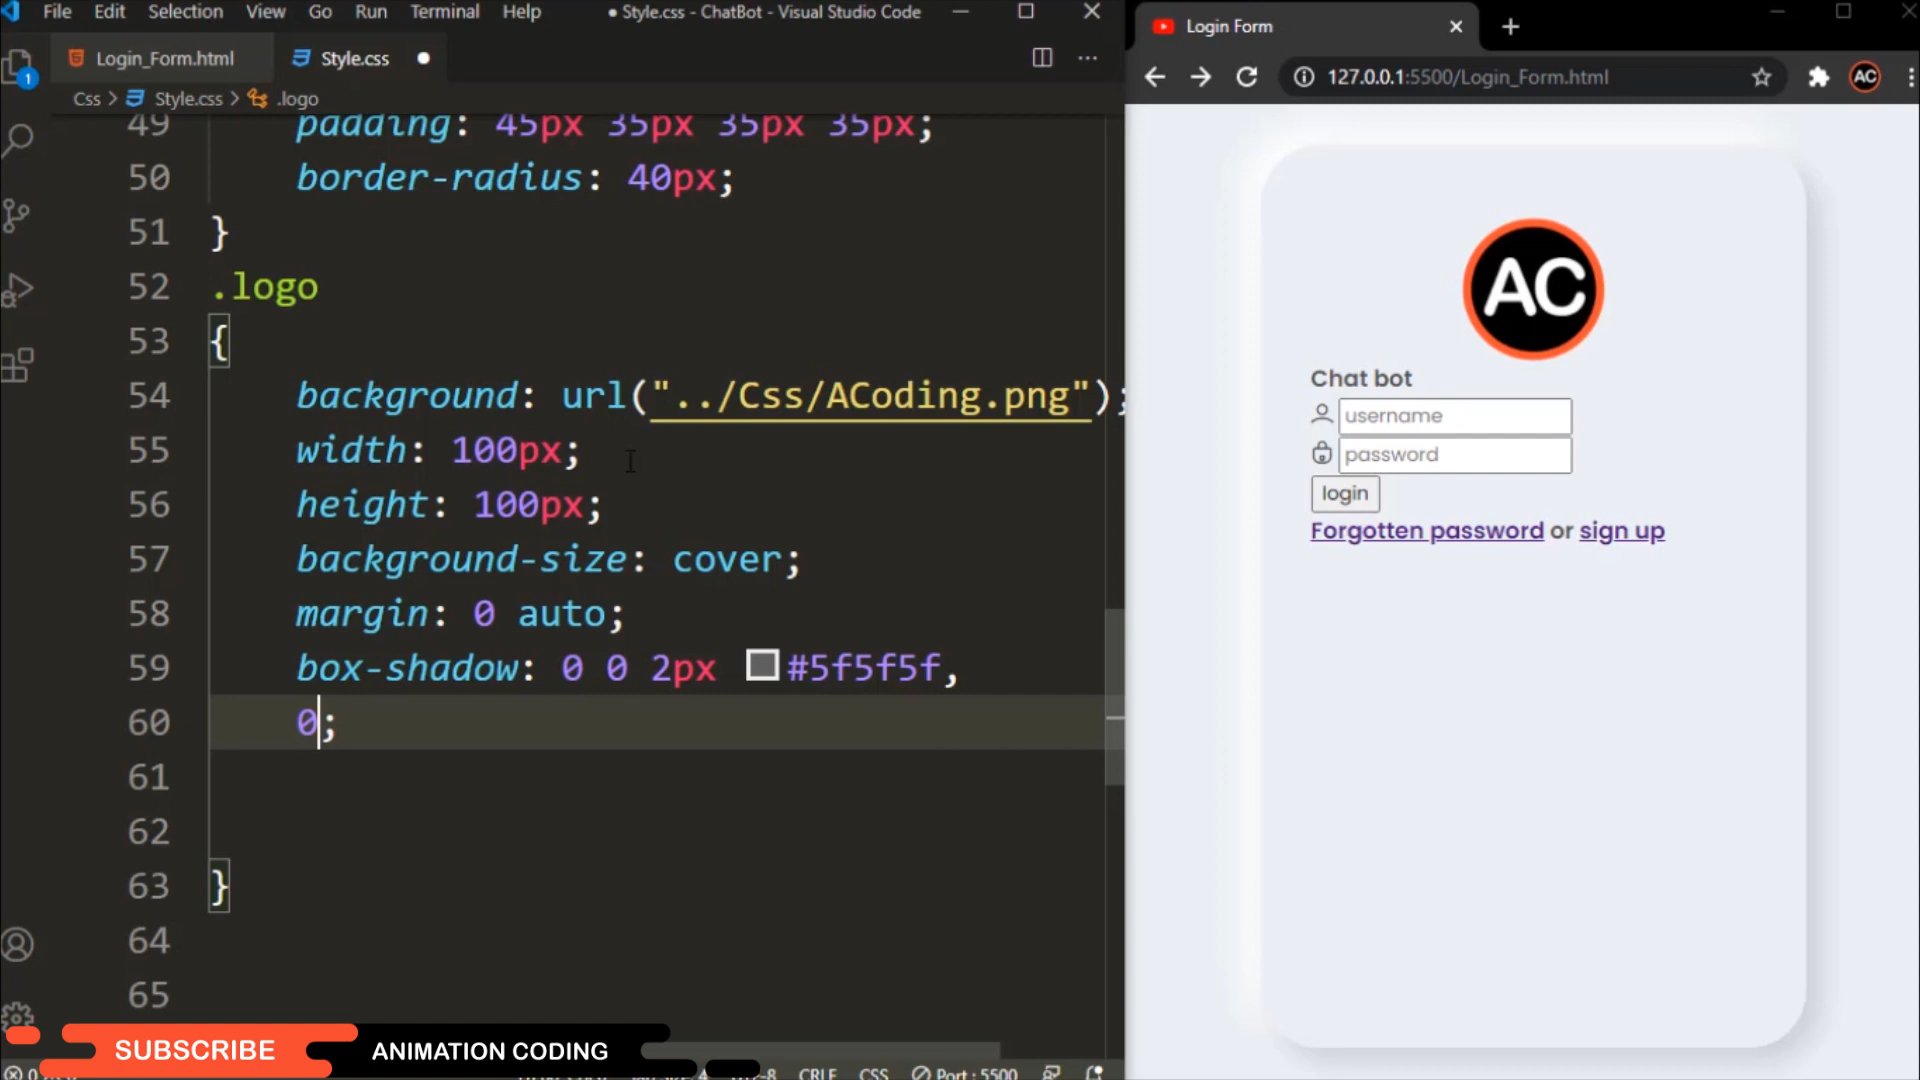 File Edit Selection View Go Run Terminal Help ● Style.css - ChatBot - Visual Studio Code
Login_Form.html Style.css
Css > Style.css > .logo
1
49 padding: 45px 35px 35px 35px;
50 border-radius: 40px;
51 }
52 .logo
53 {
54 background: url("../Css/ACoding.png");
55 width: 100px;
56 height: 100px;
57 background-size: cover;
58 margin: 0 auto;
59 box-shadow: 0 0 2px #5f5f5f,
60 0;
61
62
63 }
64
65
SUBSCRIBE ANIMATION CODING
CRLF CSS Port : 5500
Login Form
127.0.0.1:5500/Login_Form.html AC
AC
Chat bot
username
password
login
Forgotten password or sign up